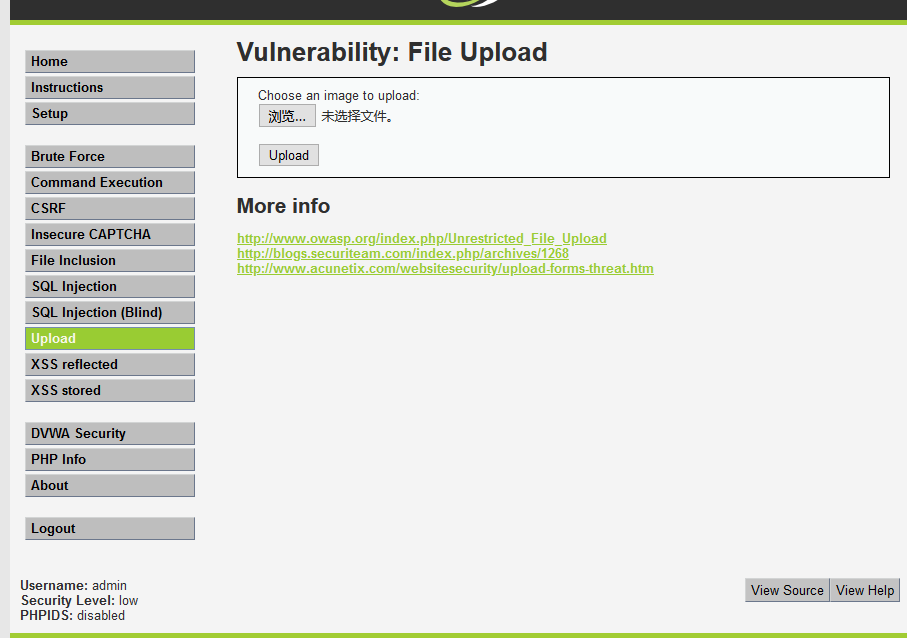 Home
Instructions
Setup
Brute Force
Command Execution
CSRF
Insecure CAPTCHA
File Inclusion
SQL Injection
SQL Injection (Blind)
Upload
XSS reflected
XSS stored
DVWA Security
PHP Info
About
Logout
Vulnerability: File Upload
Choose an image to upload:
浏览... 未选择文件。
Upload
More info
http://www.owasp.org/index.php/Unrestricted_File_Upload
http://blogs.securiteam.com/index.php/archives/1268
http://www.acunetix.com/websitesecurity/upload-forms-threat.htm
Username: admin
Security Level: low
PHPIDS: disabled
View Source View Help